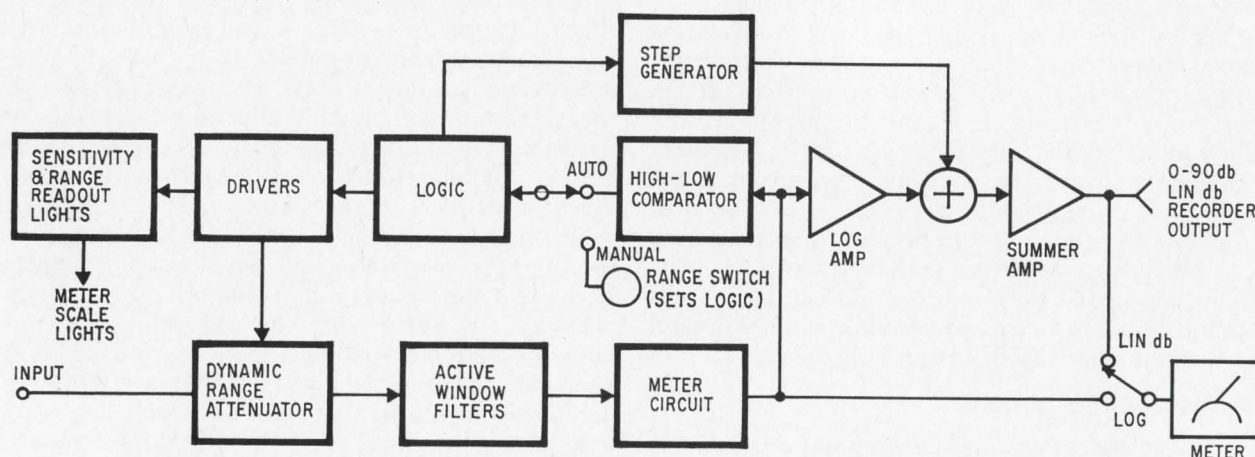 STEP
GENERATOR
SENSITIVITY
& RANGE
READOUT
LIGHTS
DRIVERS
LOGIC
AUTO
HIGH-LOW
COMPARATOR
LOG
AMP
+
SUMMER
AMP
0-90 db
LIN db
RECORDER
OUTPUT
MANUAL
RANGE SWITCH
(SETS LOGIC)
METER
SCALE
LIGHTS
INPUT
DYNAMIC
RANGE
ATTENUATOR
ACTIVE
WINDOW
FILTERS
METER
CIRCUIT
LIN db
LOG
METER